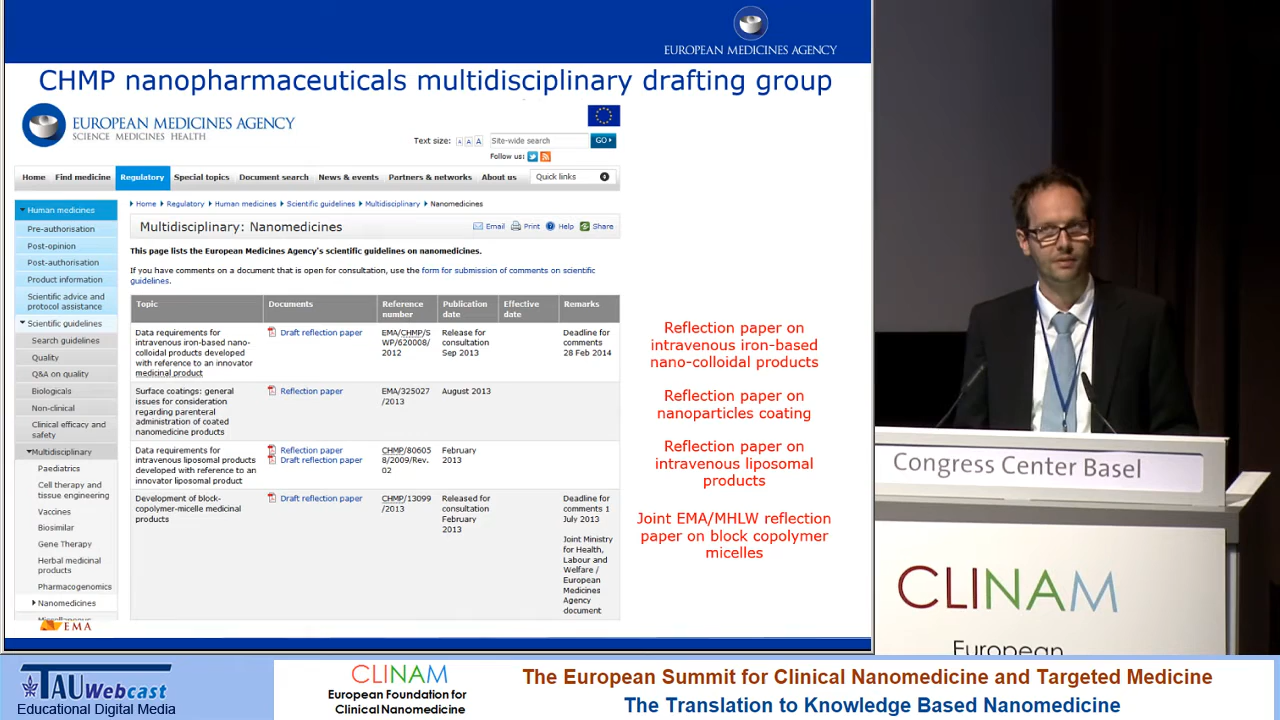 EUROPEAN MEDICINES AGENCY
CHMP nanopharmaceuticals multidisciplinary drafting group
EUROPEAN MEDICINES AGENCY
SCIENCE MEDICINES HEALTH
Text size: A A A
Site-wide search
GO
Follow us:
Home
Find medicine
Regulatory
Special topics
Document search
News & events
Partners & networks
About us
Quick links
Human medicines
Pre-authorisation
Post-opinion
Post-authorisation
Product information
Scientific advice and
protocol assistance
Scientific guidelines
Search guidelines
Quality
Q&A on quality
Biologicals
Non-clinical
Clinical efficacy and
safety
Multidisciplinary
Paediatrics
Cell therapy and
tissue engineering
Vaccines
Biosimilar
Gene Therapy
Herbal medicinal
products
Pharmacogenomics
Nanomedicines
EMA
Home Regulatory Human medicines Scientific guidelines Multidisciplinary Nanomedicines
Multidisciplinary: Nanomedicines
Email Print Help Share
This page lists the European Medicines Agency's scientific guidelines on nanomedicines.
If you have comments on a document that is open for consultation, use the form for submission of comments on scientific
guidelines.
Topic
Documents
Reference
number
Publication
date
Effective
date
Remarks
Data requirements for
intravenous iron-based nano-
colloidal products developed
with reference to an innovator
medicinal product
Draft reflection paper
EMA/CHMP/S
WP/620008/
2012
Release for
consultation
Sep 2013
Deadline for
comments
28 Feb 2014
Surface coatings: general
issues for consideration
regarding parenteral
administration of coated
nanomedicine products
Reflection paper
EMA/325027
/2013
August 2013
Data requirements for
intravenous liposomal products
developed with reference to an
innovator liposomal product
Reflection paper
Draft reflection paper
CHMP/80605
8/2009/Rev.
02
February
2013
Development of block-
copolymer-micelle medicinal
products
Draft reflection paper
CHMP/13099
/2013
Released for
consultation
February
2013
Deadline for
comments 1
July 2013
Joint Ministry
for Health,
Labour and
Welfare /
European
Medicines
Agency
document
Reflection paper on
intravenous iron-based
nano-colloidal products
Reflection paper on
nanoparticles coating
Reflection paper on
intravenous liposomal
products
Joint EMA/MHLW reflection
paper on block copolymer
micelles
Congress Center Basel
CLINAM
European
TAU Webcast
Educational Digital Media
CLINAM
European Foundation for
Clinical Nanomedicine
The European Summit for Clinical Nanomedicine and Targeted Medicine
The Translation to Knowledge Based Nanomedicine